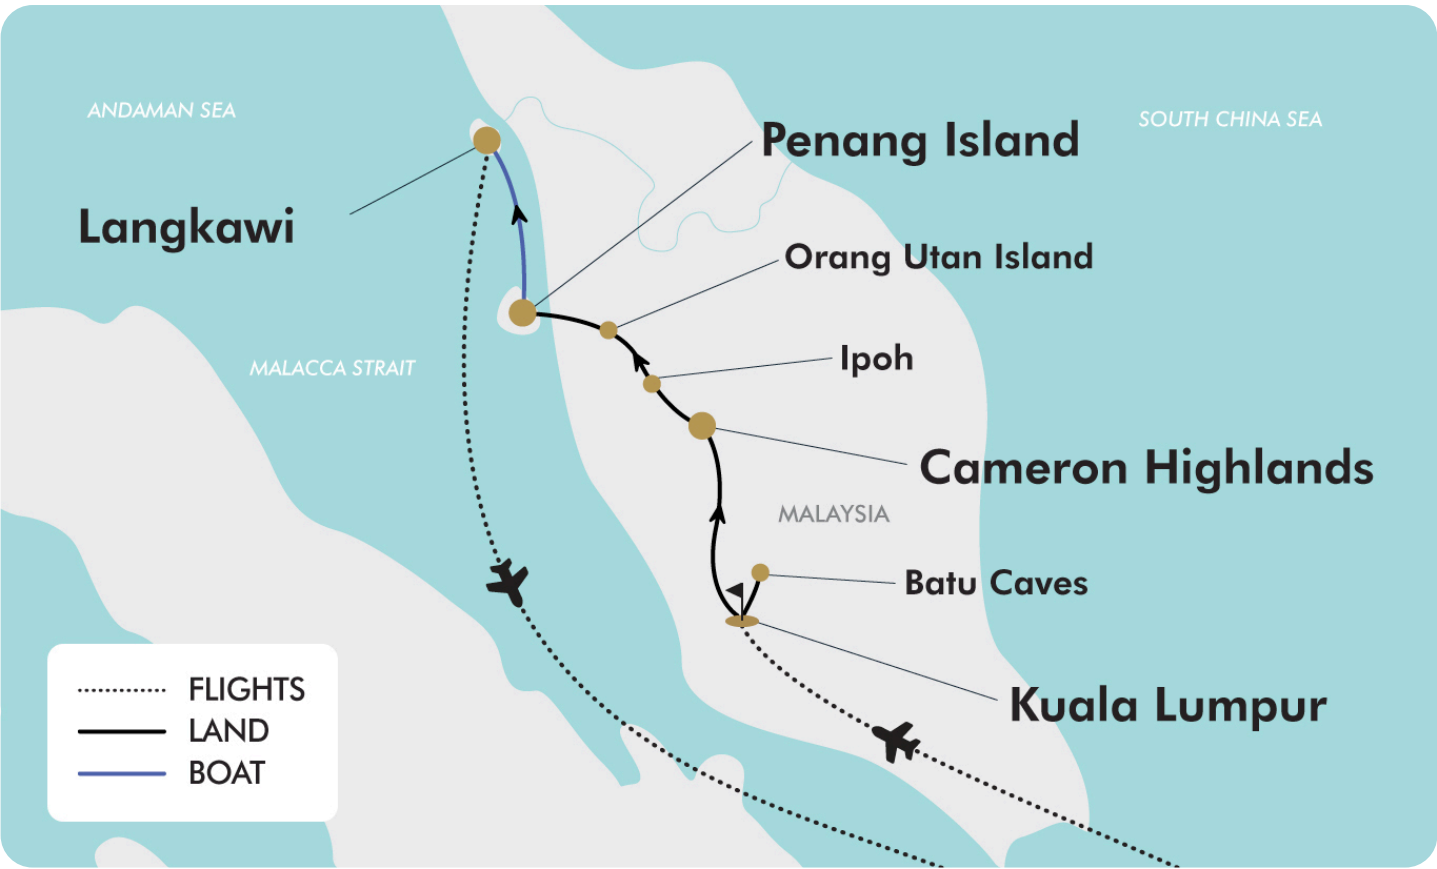 ANDAMAN SEA
SOUTH CHINA SEA
Penang Island
Langkawi
Orang Utan Island
Ipoh
MALACCA STRAIT
Cameron Highlands
MALAYSIA
Batu Caves
Kuala Lumpur
FLIGHTS
LAND
BOAT